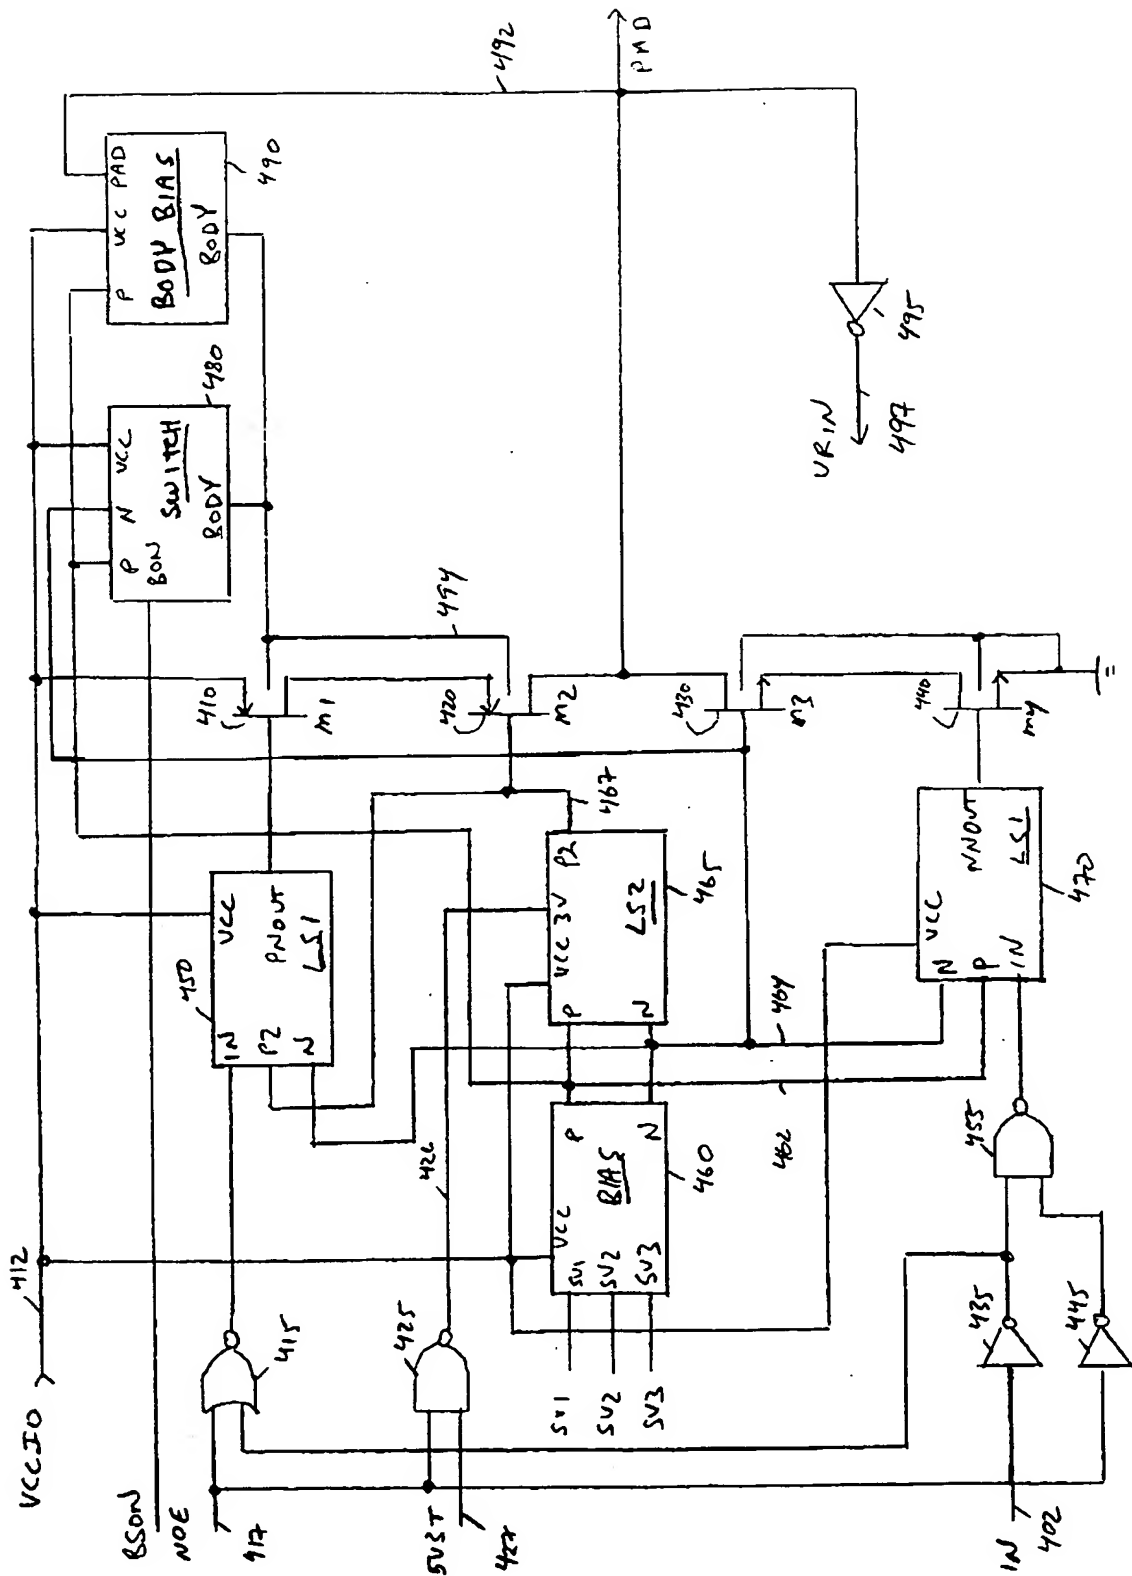 VCCIO
412
BSON
NOE
417
5V3T
427
IN
402
415
425
426
435
445
455
SV1
SV2
SV3
VCC
SV1
SV2
SV3
BIAS
P
N
460
462
464
450
IN
P2
N
VCC
PNOUT
LS1
P
N
VCC 3V
P2
LS2
465
467
N
P
IN
VCC
NNOUT
LS1
470
410
M1
420
M2
430
M3
440
M4
494
P
N
VCC
BON
SWITCH
BODY
480
P
VCC
PAD
BODY BIAS
BODY
490
492
PAD
495
VRIN
497